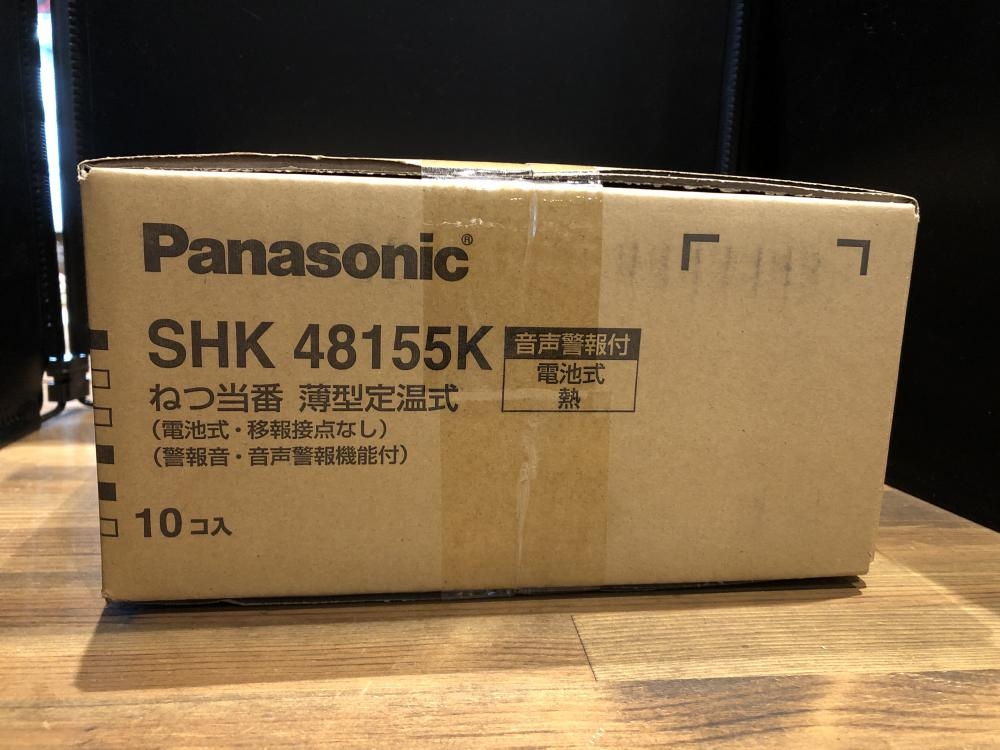 Panasonic®
SHK 48155K
音声警報付
電池式
熱
ねつ当番 薄型定温式
(電池式・移報接点なし)
(警報音・音声警報機能付)
10コ入